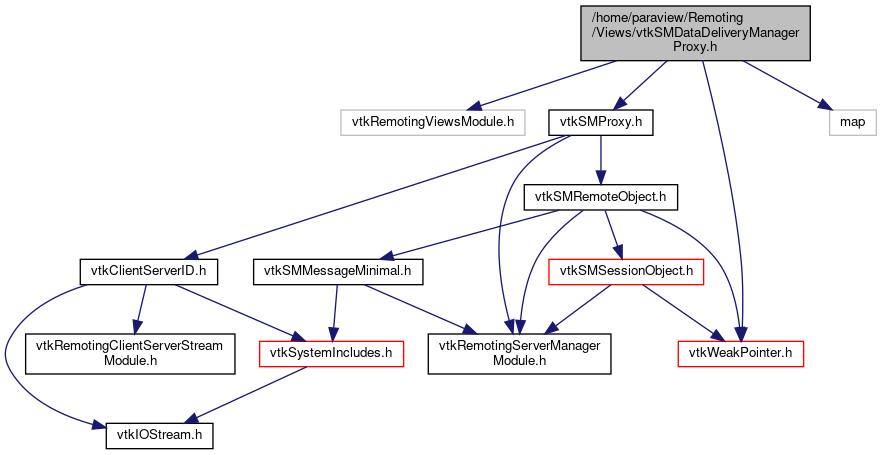 /home/paraview/Remoting
/Views/vtkSMDataDeliveryManager
Proxy.h
vtkRemotingViewsModule.h
vtkSMProxy.h
map
vtkSMRemoteObject.h
vtkClientServerID.h
vtkSMMessageMinimal.h
vtkSMSessionObject.h
vtkRemotingClientServerStream
Module.h
vtkSystemIncludes.h
vtkRemotingServerManager
Module.h
vtkWeakPointer.h
vtkIOStream.h